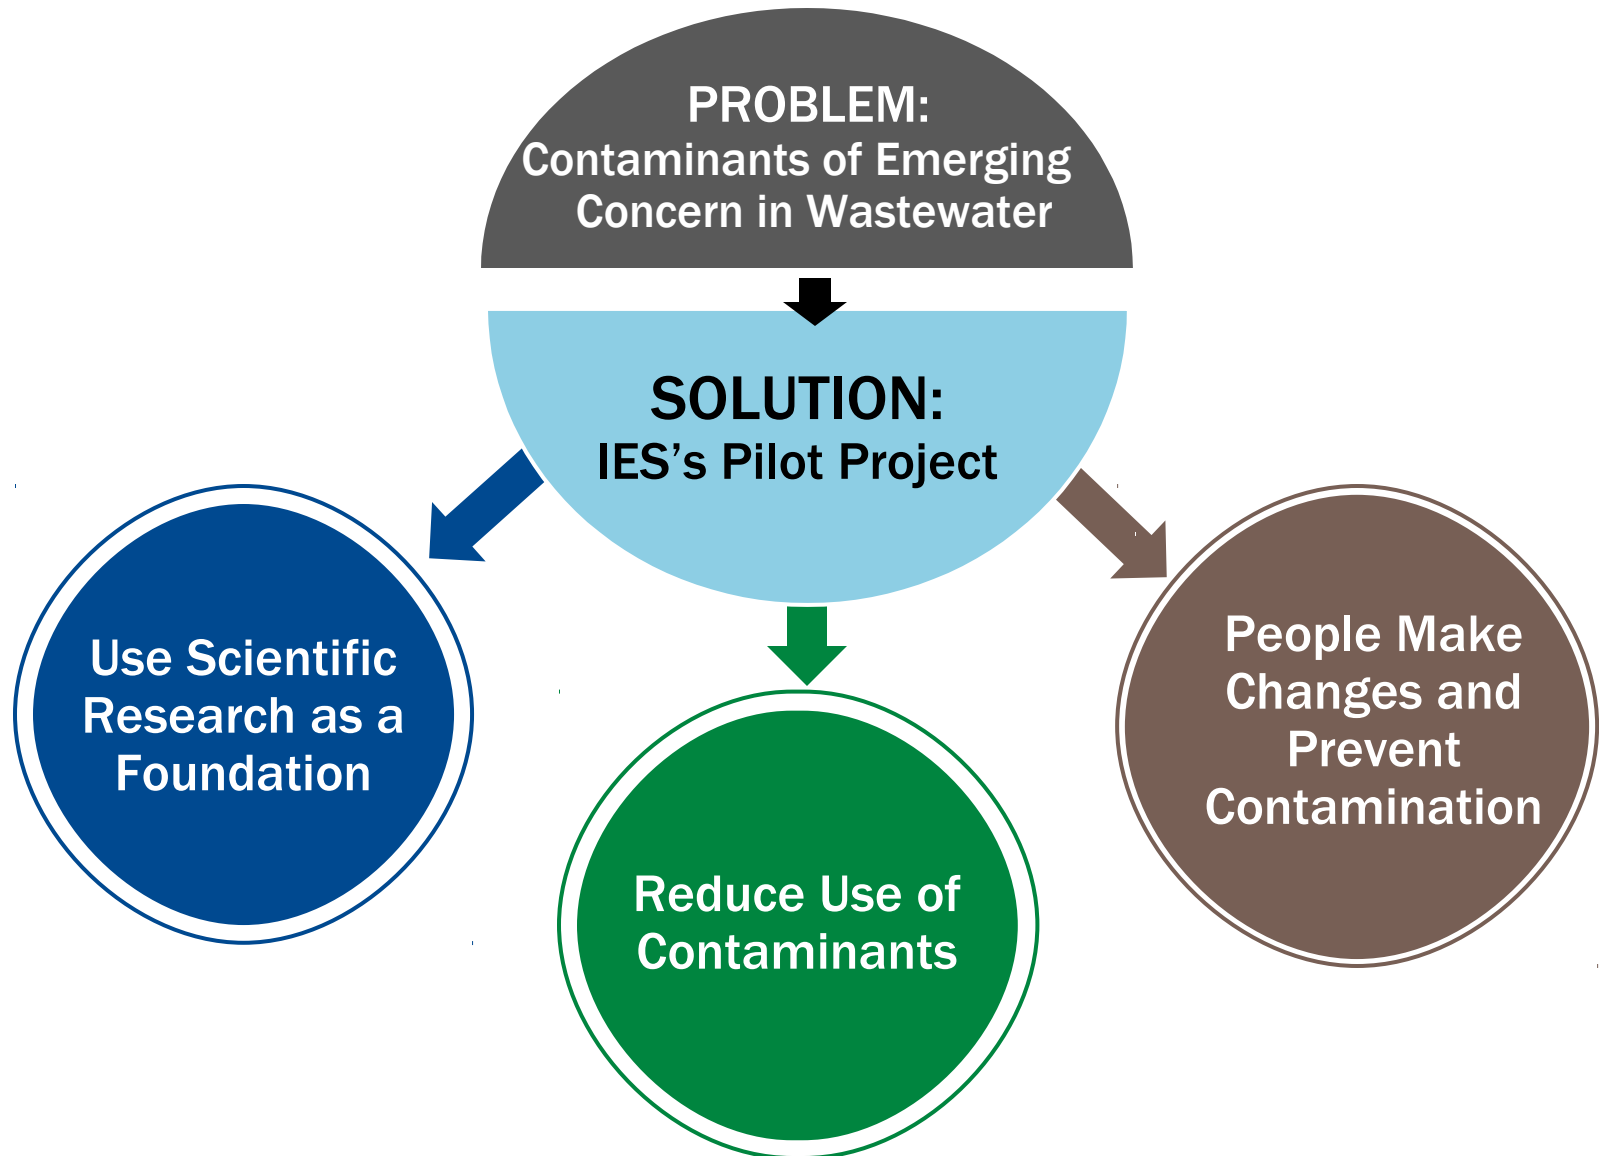 PROBLEM:
Contaminants of Emerging
Concern in Wastewater
SOLUTION:
IES’s Pilot Project
Use Scientific
Research as a
Foundation
Reduce Use of
Contaminants
People Make
Changes and
Prevent
Contamination